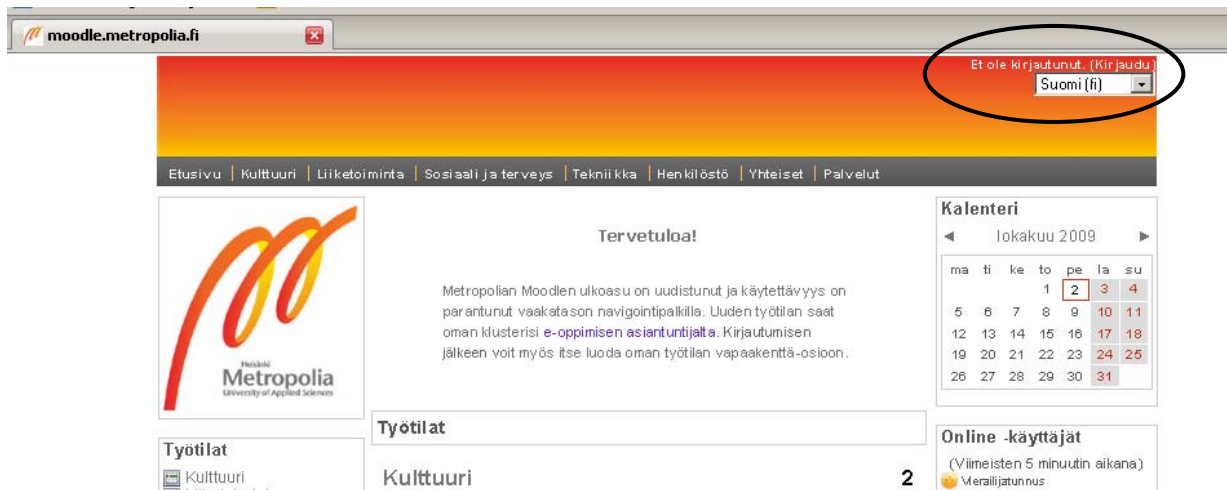 moodle.metropolia.fi
Et ole kirjautunut. (Kirjaudu)
Suomi (fi)
Etusivu | Kulttuuri | Liiketoiminta | Sosiaali ja terveys | Tekniikka | Henkilöstö | Yhteiset | Palvelut
Helsinki
Metropolia
University of Applied Sciences
Työtilat
Kulttuuri
Tervetuloa!
Metropolian Moodlen ulkoasu on uudistunut ja käytettävyys on
parantunut vaakatason navigointipalkilla. Uuden työtilan saat
oman klusterisi e-oppimisen asiantuntijalta. Kirjautumisen
jälkeen voit myös itse luoda oman työtilan vapaakenttä-osioon.
Työtilat
Kulttuuri 2
Kalenteri
◄ lokakuu 2009 ►
ma ti ke to pe la su
1 2 3 4
5 6 7 8 9 10 11
12 13 14 15 16 17 18
19 20 21 22 23 24 25
26 27 28 29 30 31
Online -käyttäjät
(Viimeisten 5 minuutin aikana)
Vierailijatunnus